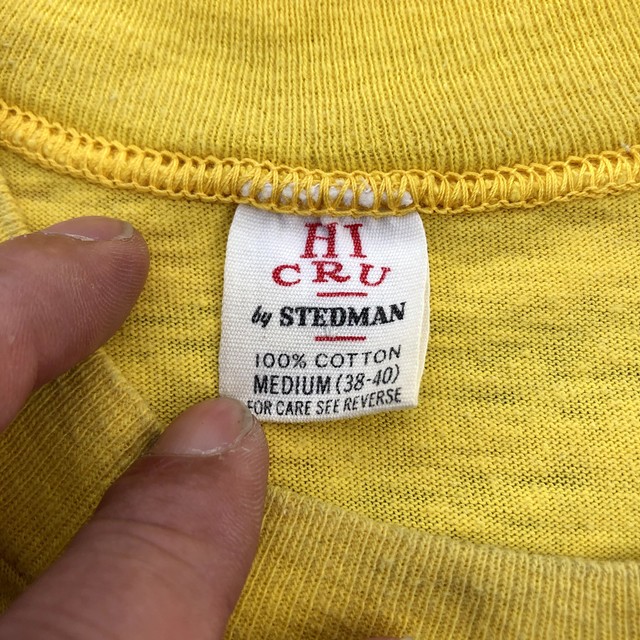 HI
CRU
by STEDMAN
100% COTTON
MEDIUM (38-40)
FOR CARE SEE REVERSE